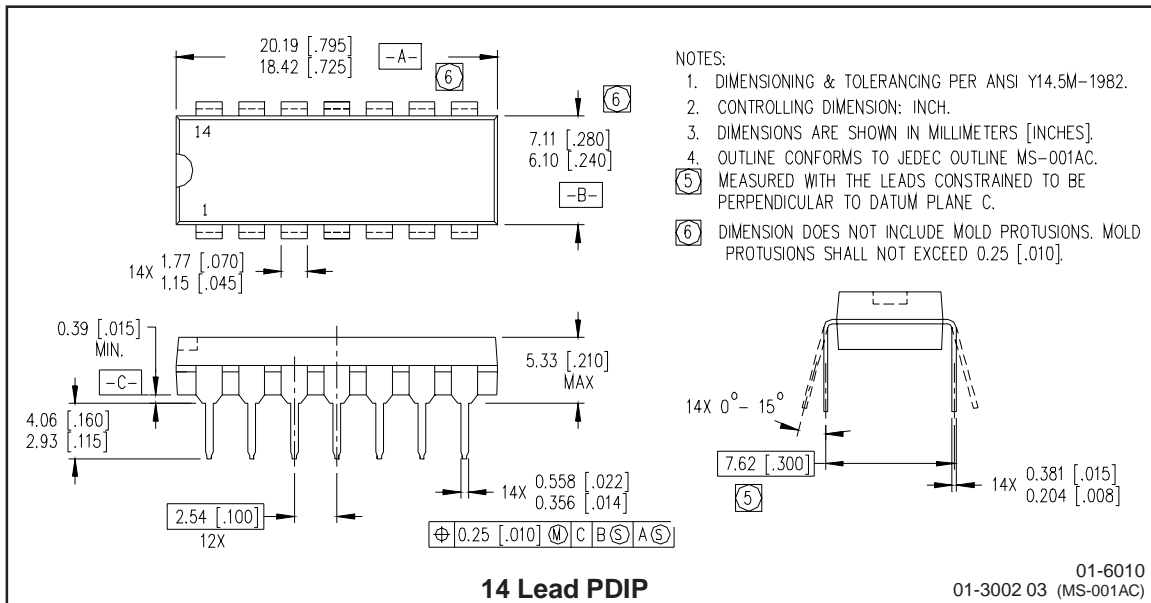 20.19 [.795]
18.42 [.725]
-A-
6
6
14
1
7.11 [.280]
6.10 [.240]
-B-
14X 1.77 [.070]
1.15 [.045]
NOTES:
1. DIMENSIONING & TOLERANCING PER ANSI Y14.5M-1982.
2. CONTROLLING DIMENSION: INCH.
3. DIMENSIONS ARE SHOWN IN MILLIMETERS [INCHES].
4. OUTLINE CONFORMS TO JEDEC OUTLINE MS-001AC.
5 MEASURED WITH THE LEADS CONSTRAINED TO BE
PERPENDICULAR TO DATUM PLANE C.
6 DIMENSION DOES NOT INCLUDE MOLD PROTUSIONS. MOLD
PROTUSIONS SHALL NOT EXCEED 0.25 [.010].
0.39 [.015]
MIN.
-C-
4.06 [.160]
2.93 [.115]
5.33 [.210]
MAX
2.54 [.100]
12X
14X 0.558 [.022]
0.356 [.014]
⌖ 0.25 [.010] Ⓜ C B Ⓢ A Ⓢ
14X 0°- 15°
7.62 [.300]
5
14X 0.381 [.015]
0.204 [.008]
14 Lead PDIP
01-6010
01-3002 03 (MS-001AC)